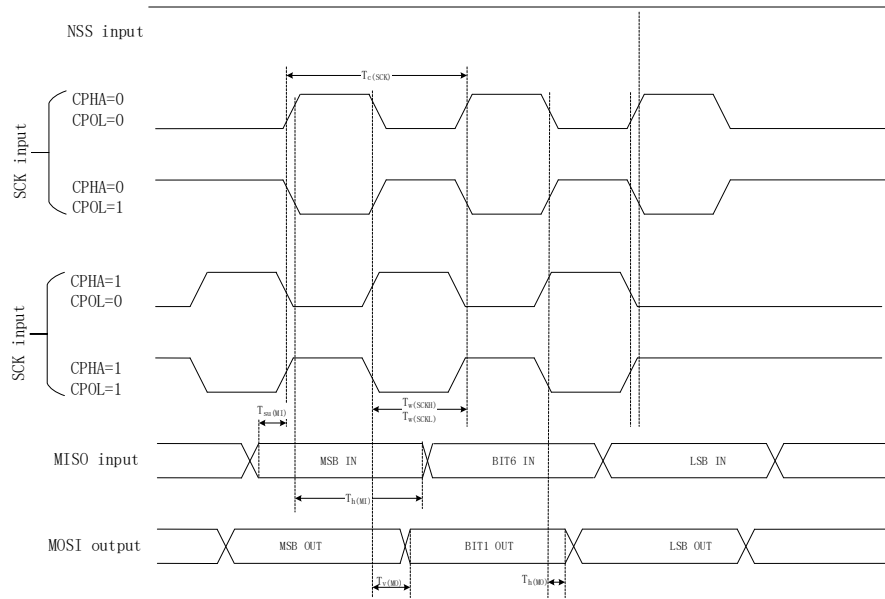 NSS input
Tc(SCK)
SCK input
CPHA=0
CPOL=0
CPHA=0
CPOL=1
SCK input
CPHA=1
CPOL=0
CPHA=1
CPOL=1
Tw(SCKH)
Tw(SCKL)
Tsu(MI)
MISO input
MSB IN
BIT6 IN
LSB IN
Th(MI)
MOSI output
MSB OUT
BIT1 OUT
LSB OUT
Tv(MO)
Th(MO)